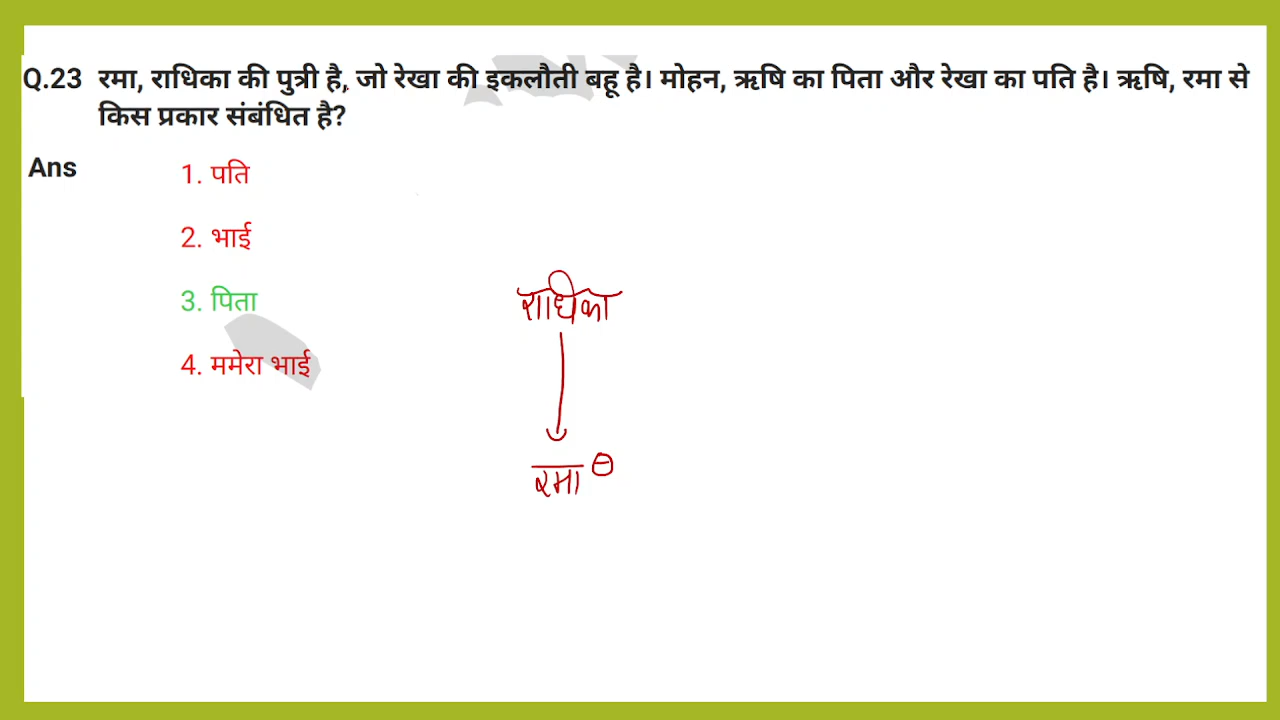 Q.23 रमा, राधिका की पुत्री है, जो रेखा की इकलौती बहू है। मोहन, ऋषि का पिता और रेखा का पति है। ऋषि, रमा से
किस प्रकार संबंधित है?
Ans 1. पति
2. भाई
3. पिता
4. ममेरा भाई
राधिका
रमा